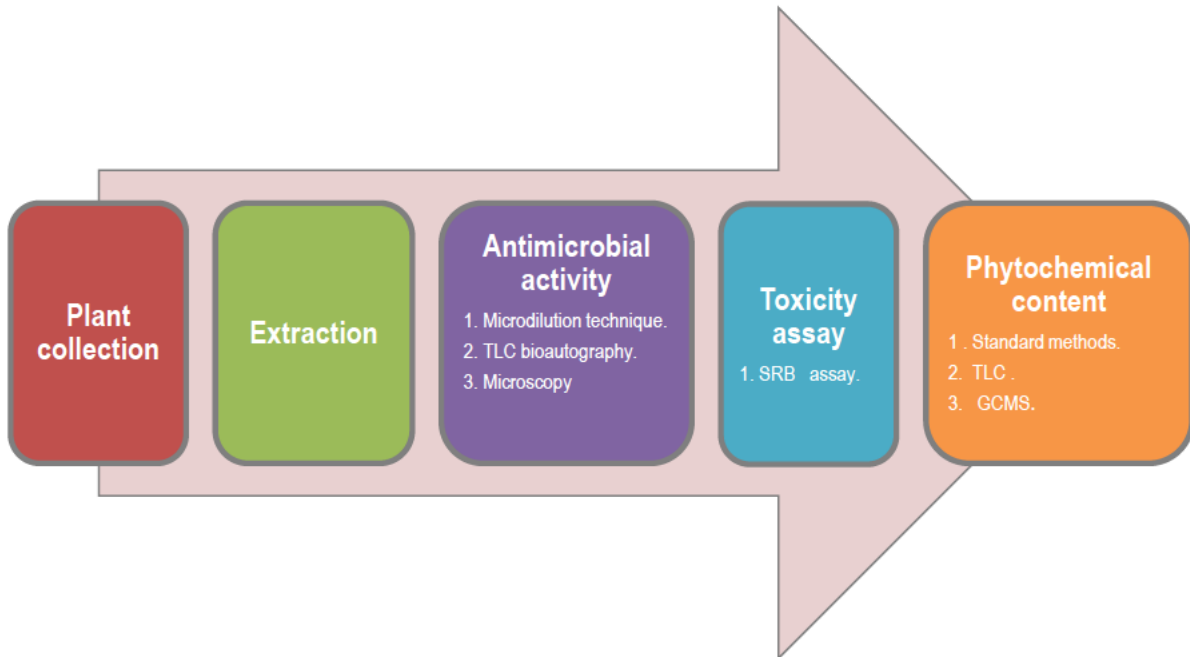 Plant
collection
Extraction
Antimicrobial
activity
1. Microdilution technique.
2. TLC bioautography.
3. Microscopy
Toxicity
assay
1. SRB assay.
Phytochemical
content
1 . Standard methods.
2. TLC .
3. GCMS.